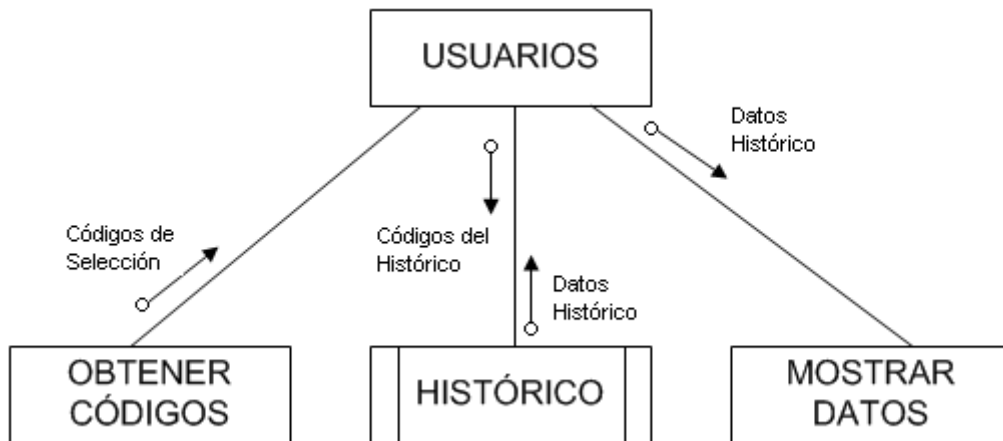 USUARIOS
Datos
Histórico
Códigos de
Selección
Códigos del
Histórico
Datos
Histórico
OBTENER
CÓDIGOS
HISTÓRICO
MOSTRAR
DATOS